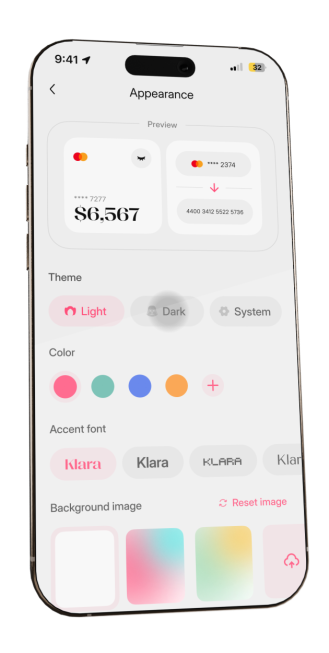 9:41
32
Appearance
Preview
**** 7277
$6,567
**** 2374
4400 3412 5522 5736
Theme
Light
Dark
System
Color
Accent font
Klara
Klara
KLARA
Klar
Background image
Reset image